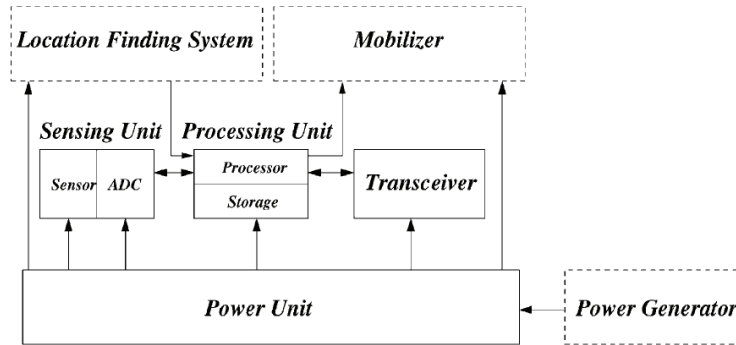 Location Finding System
Mobilizer
Sensing Unit
Processing Unit
Sensor
ADC
Processor
Storage
Transceiver
Power Unit
Power Generator